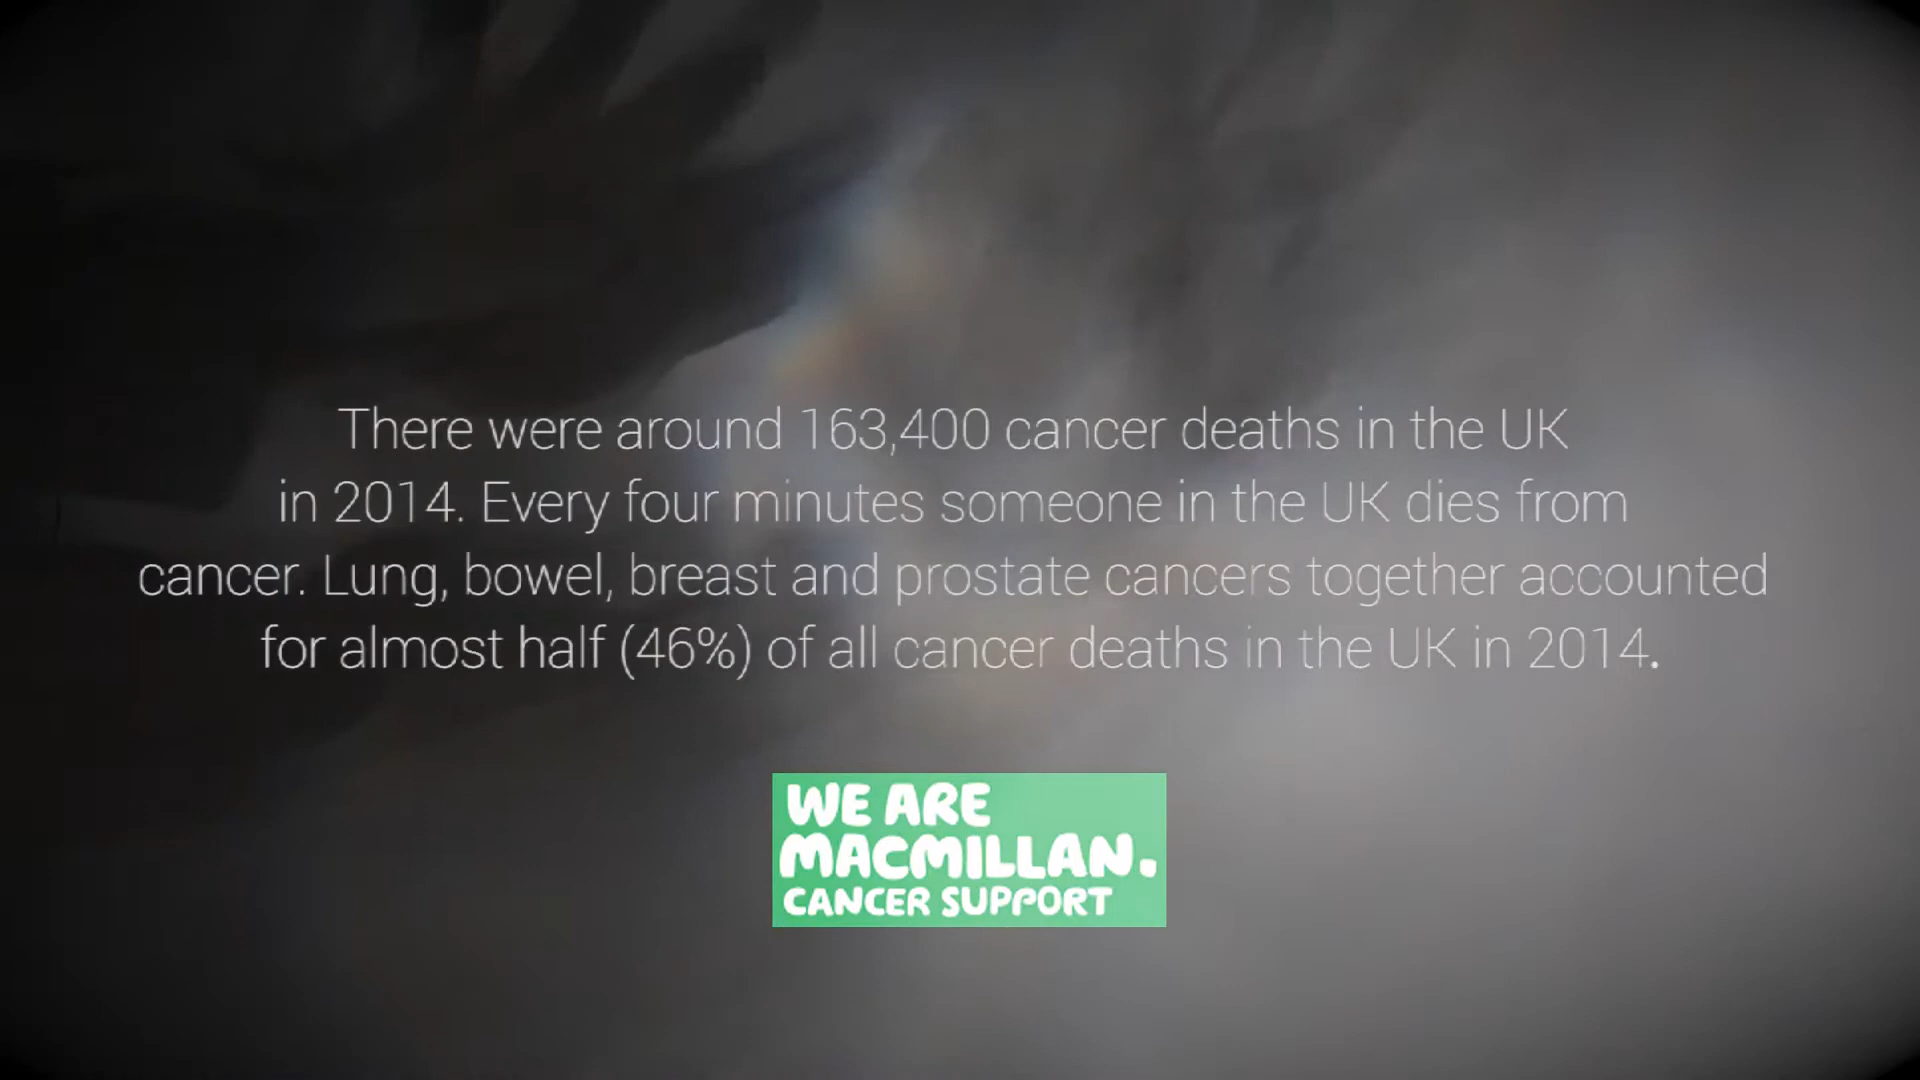 There were around 163,400 cancer deaths in the UK
in 2014. Every four minutes someone in the UK dies from
cancer. Lung, bowel, breast and prostate cancers together accounted
for almost half (46%) of all cancer deaths in the UK in 2014.
WE ARE
MACMILLAN.
CANCER SUPPORT